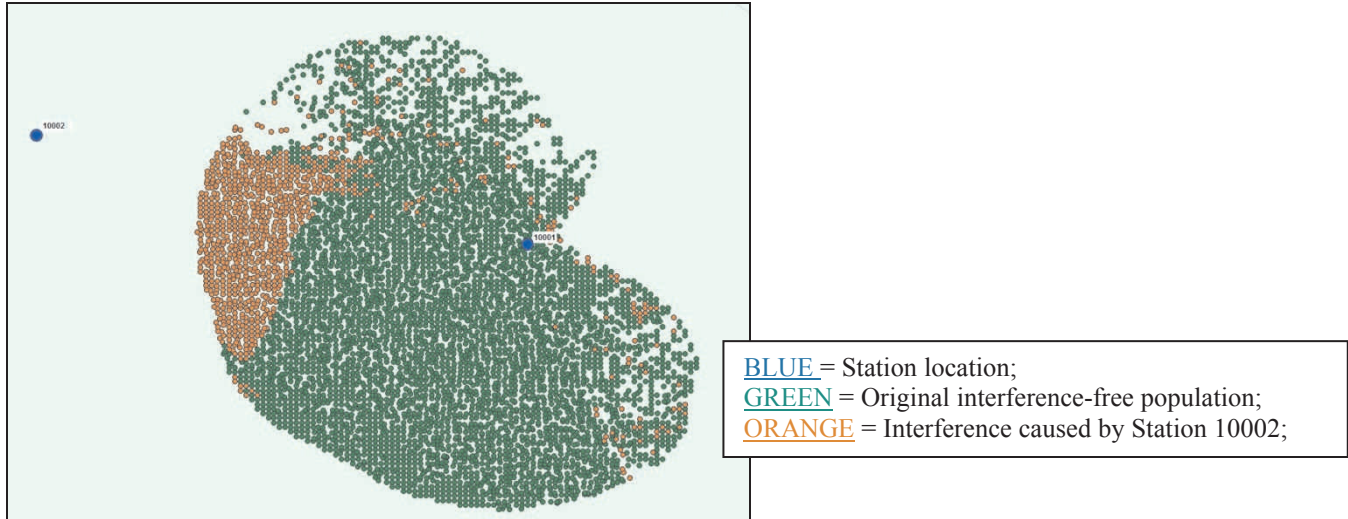 10002
10001
BLUE = Station location;
GREEN = Original interference-free population;
ORANGE = Interference caused by Station 10002;